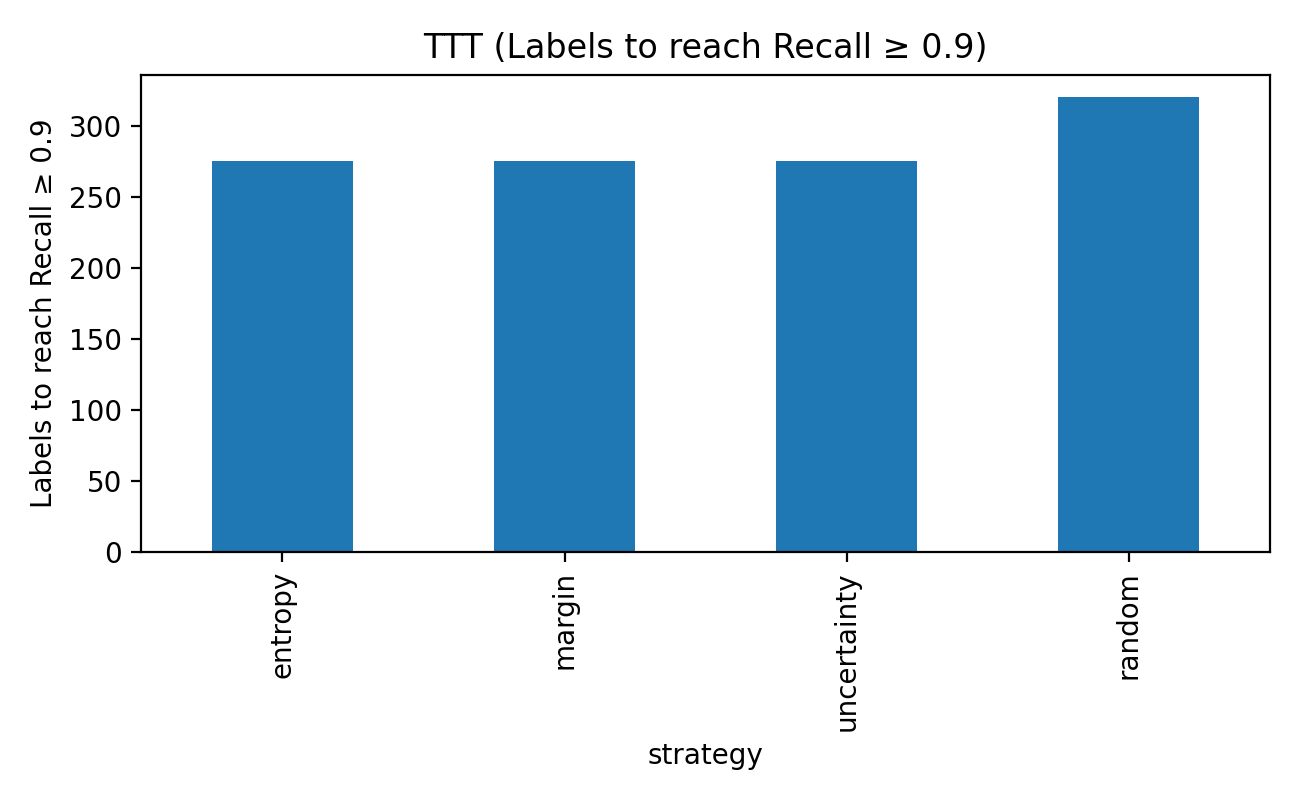 TTT (Labels to reach Recall ≥ 0.9)
Labels to reach Recall ≥ 0.9
300
250
200
150
100
50
0
entropy
margin
uncertainty
random
strategy